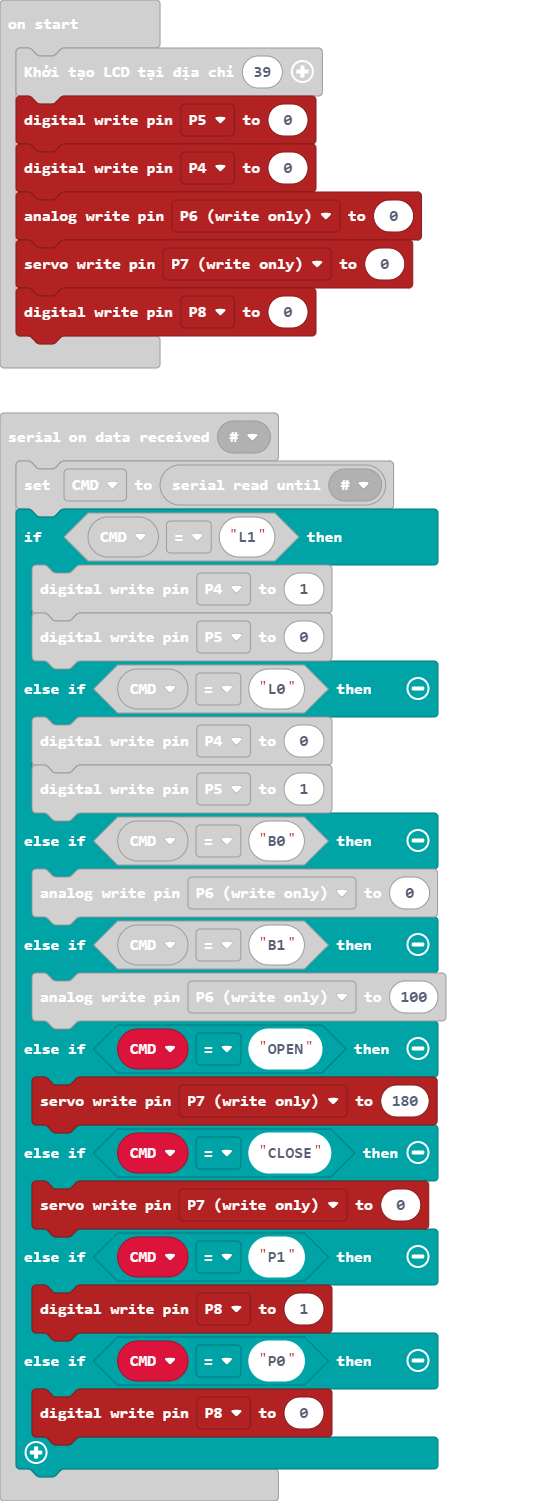 on start
Khởi tạo LCD tại địa chỉ 39
digital write pin P5 to 0
digital write pin P4 to 0
analog write pin P6 (write only) to 0
servo write pin P7 (write only) to 0
digital write pin P8 to 0
serial on data received #
set CMD to serial read until #
if CMD = "L1" then
digital write pin P4 to 1
digital write pin P5 to 0
else if CMD = "L0" then
digital write pin P4 to 0
digital write pin P5 to 1
else if CMD = "B0" then
analog write pin P6 (write only) to 0
else if CMD = "B1" then
analog write pin P6 (write only) to 100
else if CMD = "OPEN" then
servo write pin P7 (write only) to 180
else if CMD = "CLOSE" then
servo write pin P7 (write only) to 0
else if CMD = "P1" then
digital write pin P8 to 1
else if CMD = "P0" then
digital write pin P8 to 0